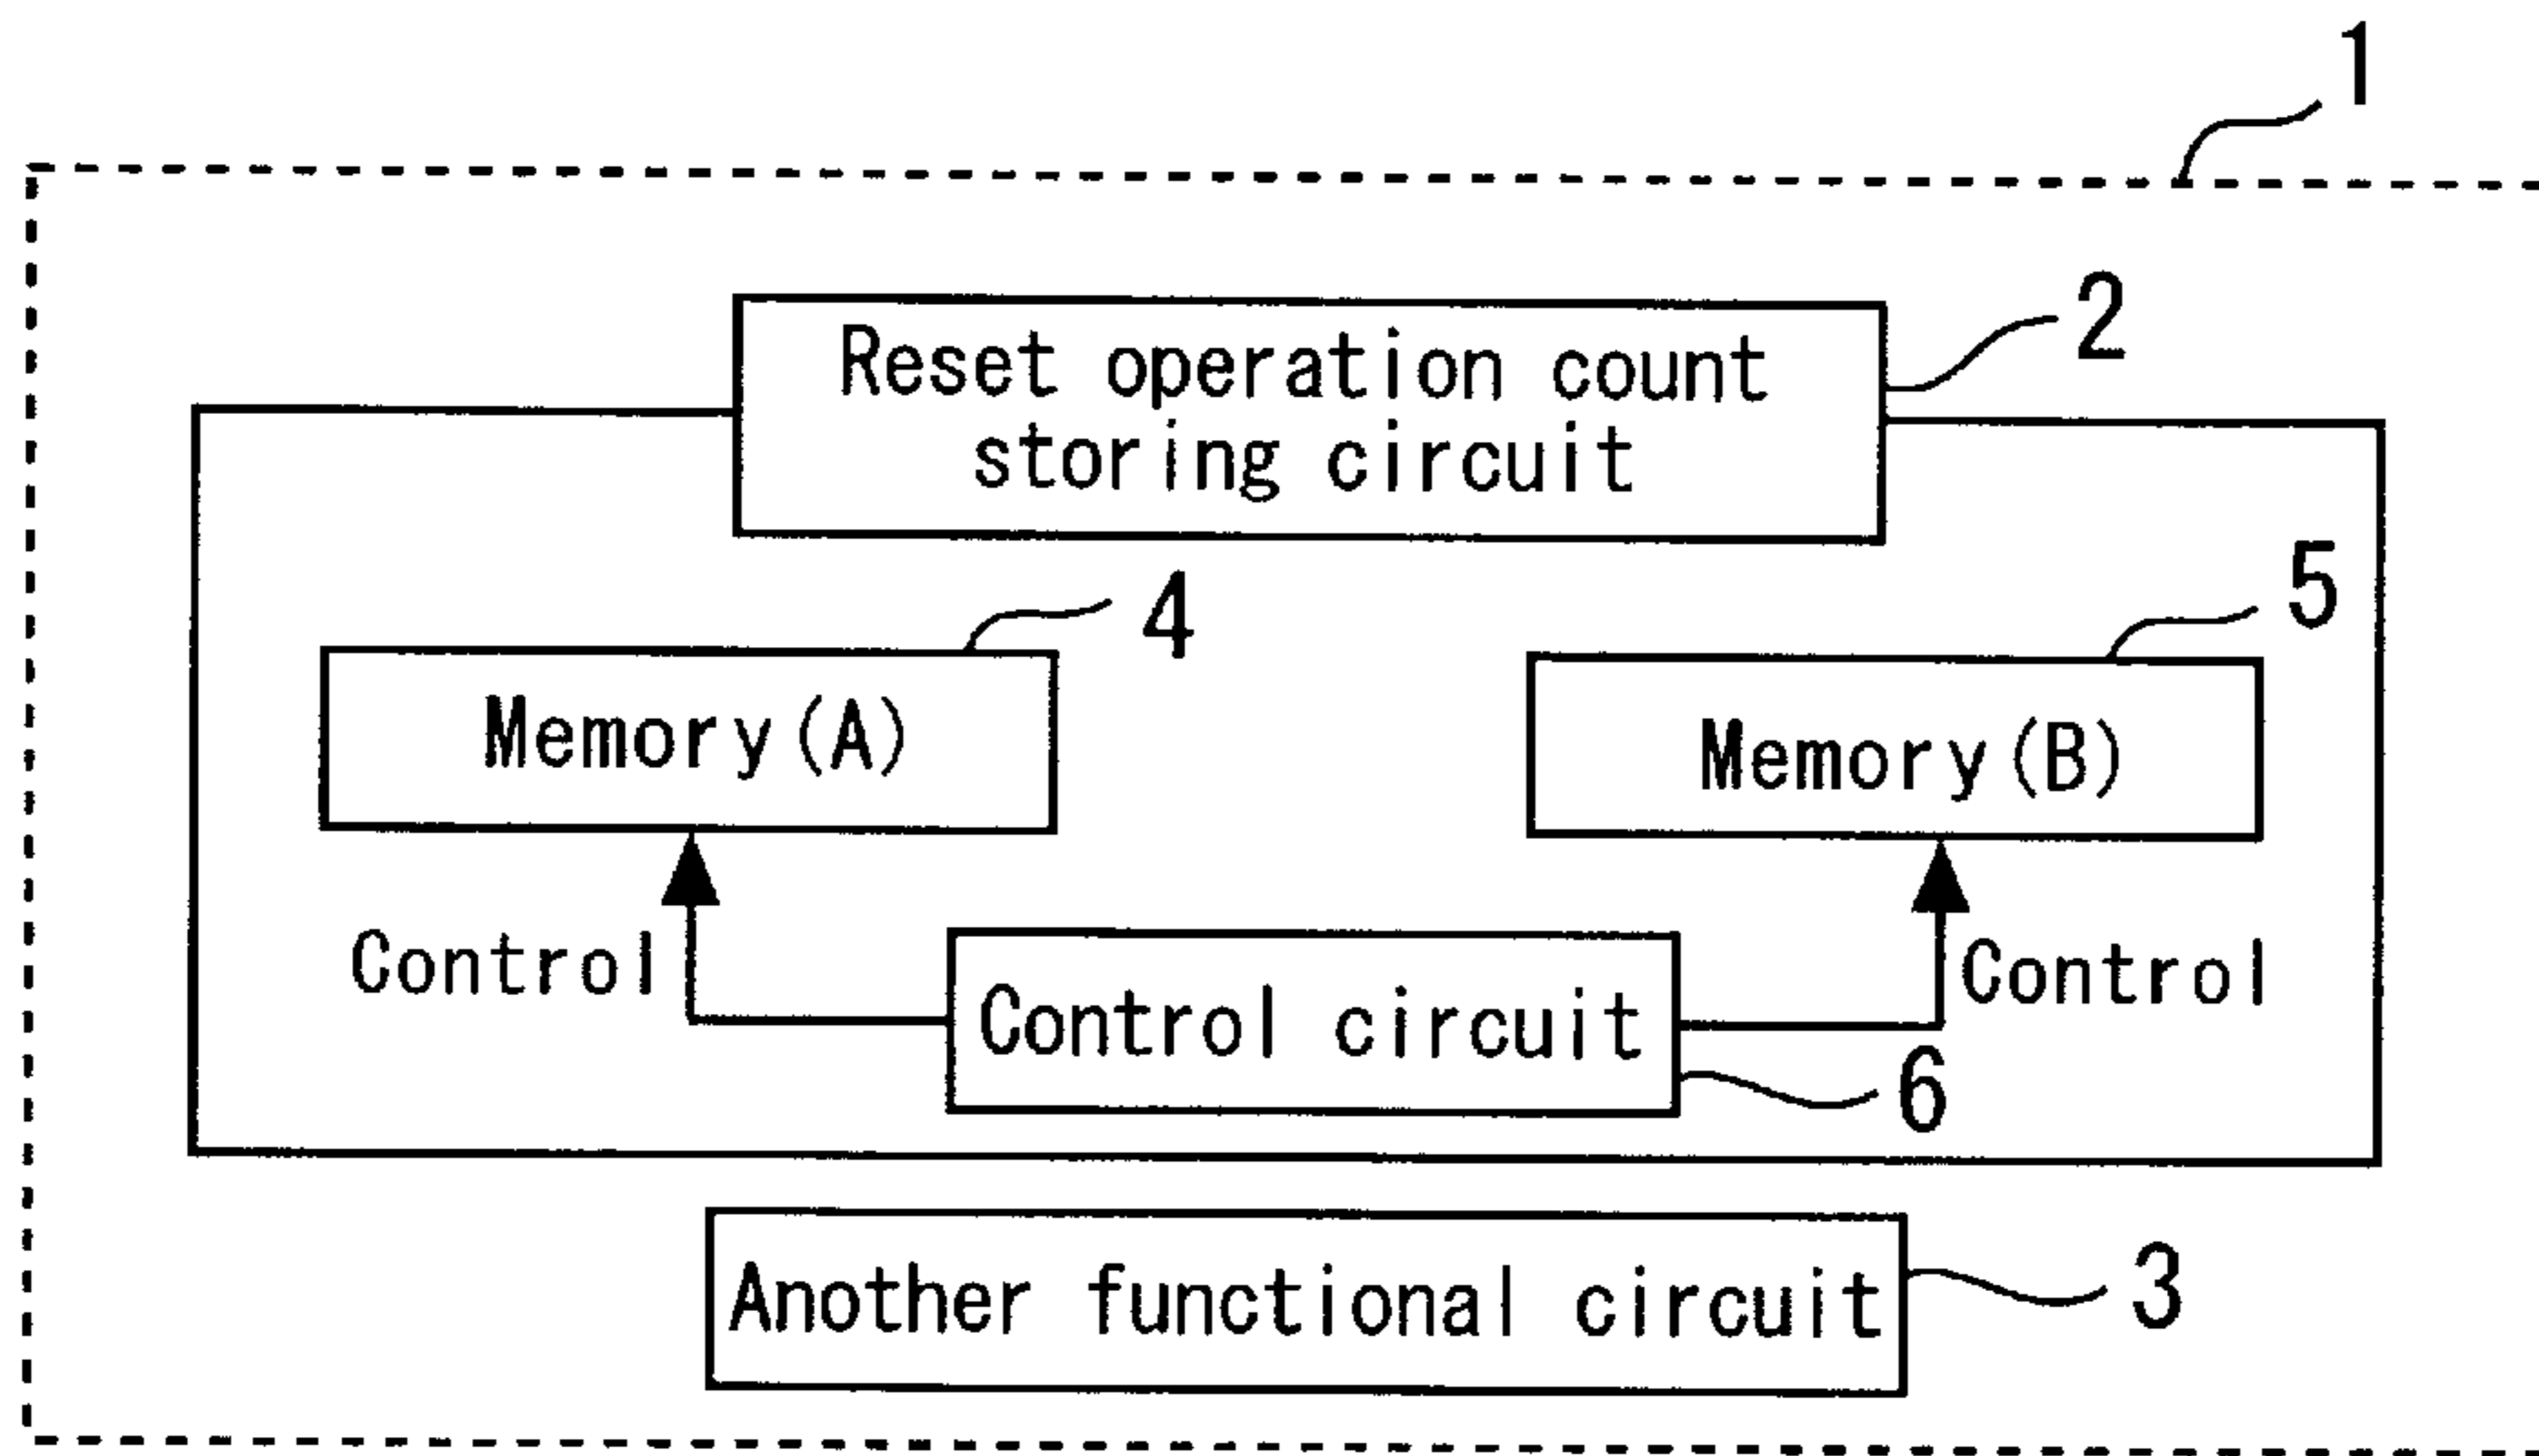 1
Reset operation count
storing circuit
2
4
5
Memory(A)
Memory(B)
Control
Control circuit
Control
6
Another functional circuit
3